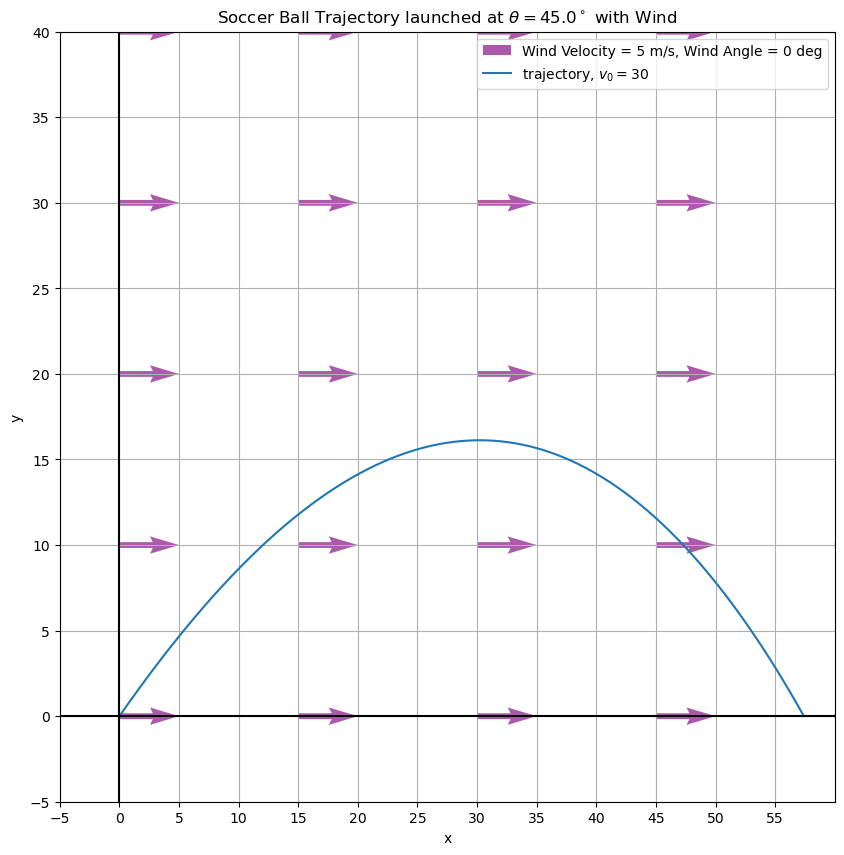 Soccer Ball Trajectory launched at θ = 45.0° with Wind
Wind Velocity = 5 m/s, Wind Angle = 0 deg
trajectory, v₀ = 30
40
35
30
25
20
15
10
5
0
−5
y
−5 0 5 10 15 20 25 30 35 40 45 50 55
x